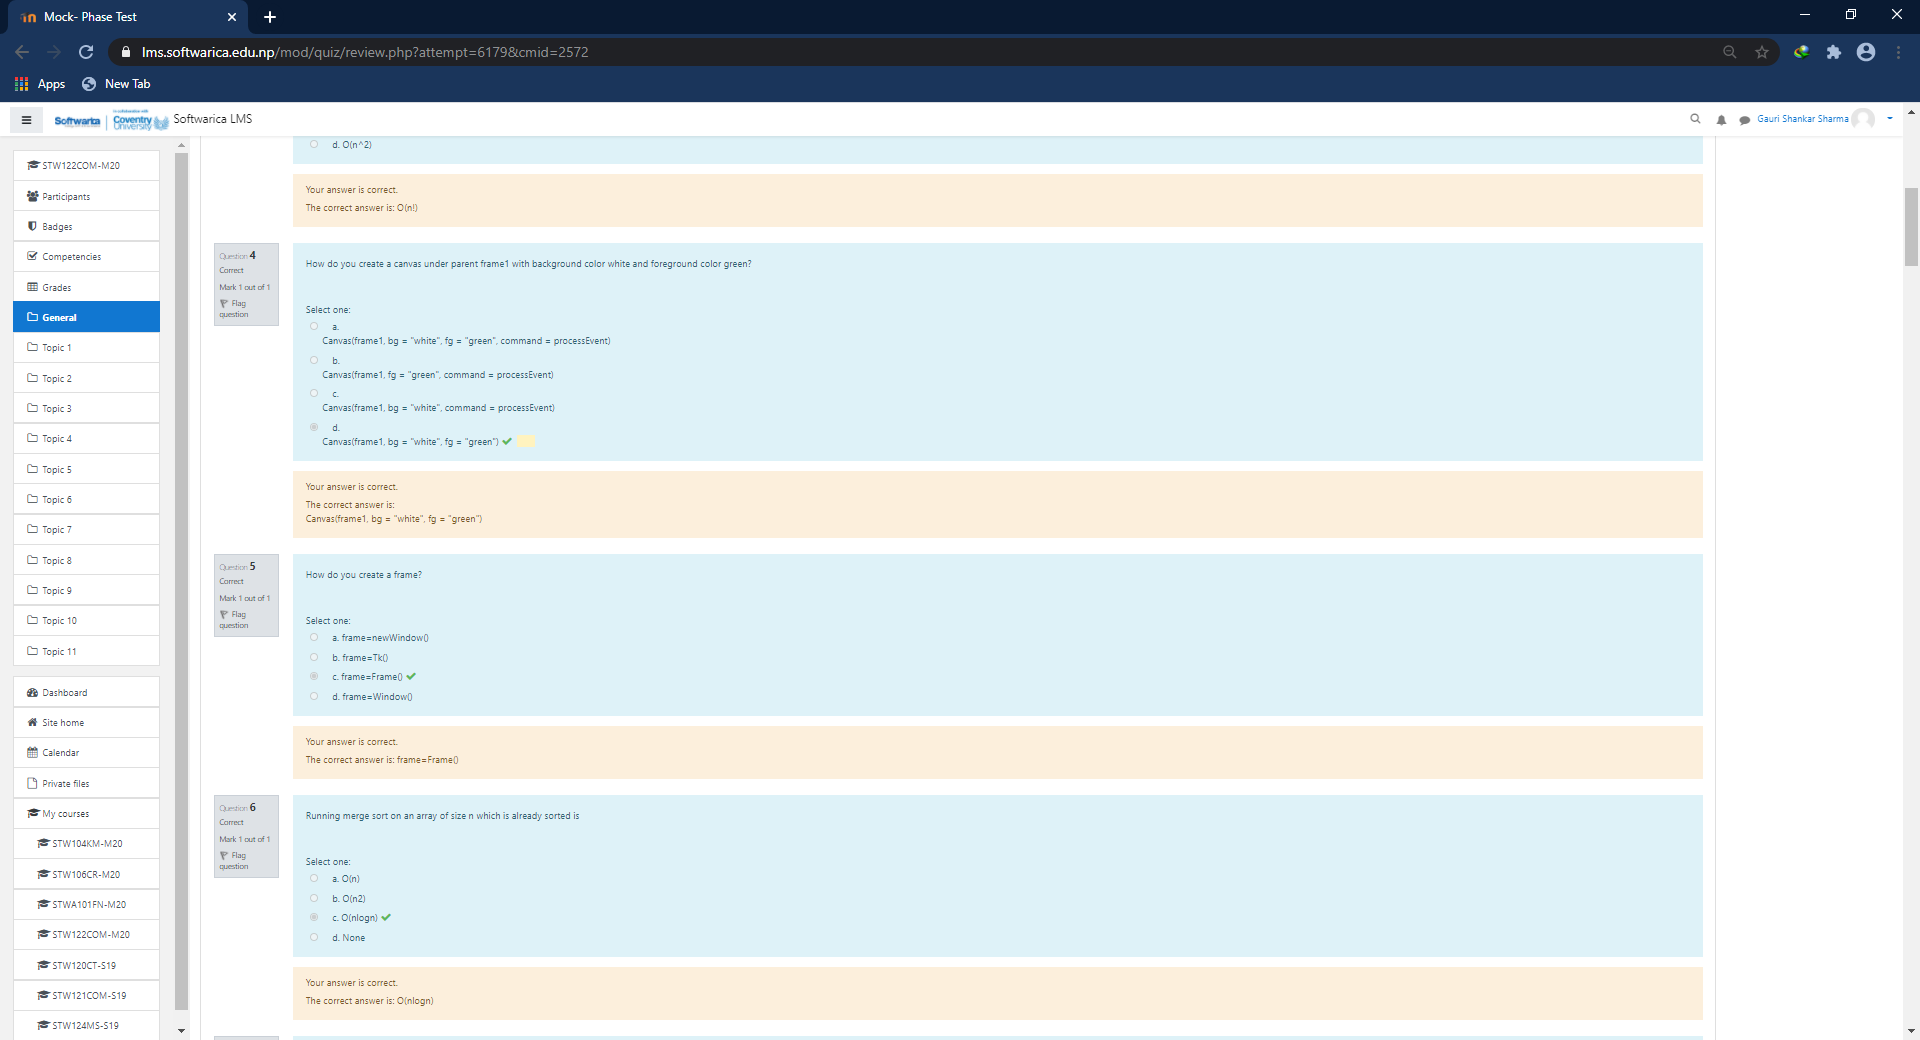 Mock- Phase Test
lms.softwarica.edu.np/mod/quiz/review.php?attempt=6179&cmid=2572
Apps
New Tab
Softwarica
In collaboration with
Coventry
University
Softwarica LMS
Gauri Shankar Sharma
STW122COM-M20
Participants
Badges
Competencies
Grades
General
Topic 1
Topic 2
Topic 3
Topic 4
Topic 5
Topic 6
Topic 7
Topic 8
Topic 9
Topic 10
Topic 11
Dashboard
Site home
Calendar
Private files
My courses
STW104KM-M20
STW106CR-M20
STWA101FN-M20
STW122COM-M20
STW120CT-S19
STW121COM-S19
STW124MS-S19
d. O(n^2)
Your answer is correct.
The correct answer is: O(n!)
Question 4
Correct
Mark 1 out of 1
Flag
question
How do you create a canvas under parent frame1 with background color white and foreground color green?
Select one:
a.
Canvas(frame1, bg = "white", fg = "green", command = processEvent)
b.
Canvas(frame1, fg = "green", command = processEvent)
c.
Canvas(frame1, bg = "white", command = processEvent)
d.
Canvas(frame1, bg = "white", fg = "green")
Your answer is correct.
The correct answer is:
Canvas(frame1, bg = "white", fg = "green")
Question 5
Correct
Mark 1 out of 1
Flag
question
How do you create a frame?
Select one:
a. frame=newWindow()
b. frame=Tk()
c. frame=Frame()
d. frame=Window()
Your answer is correct.
The correct answer is: frame=Frame()
Question 6
Correct
Mark 1 out of 1
Flag
question
Running merge sort on an array of size n which is already sorted is
Select one:
a. O(n)
b. O(n2)
c. O(nlogn)
d. None
Your answer is correct.
The correct answer is: O(nlogn)